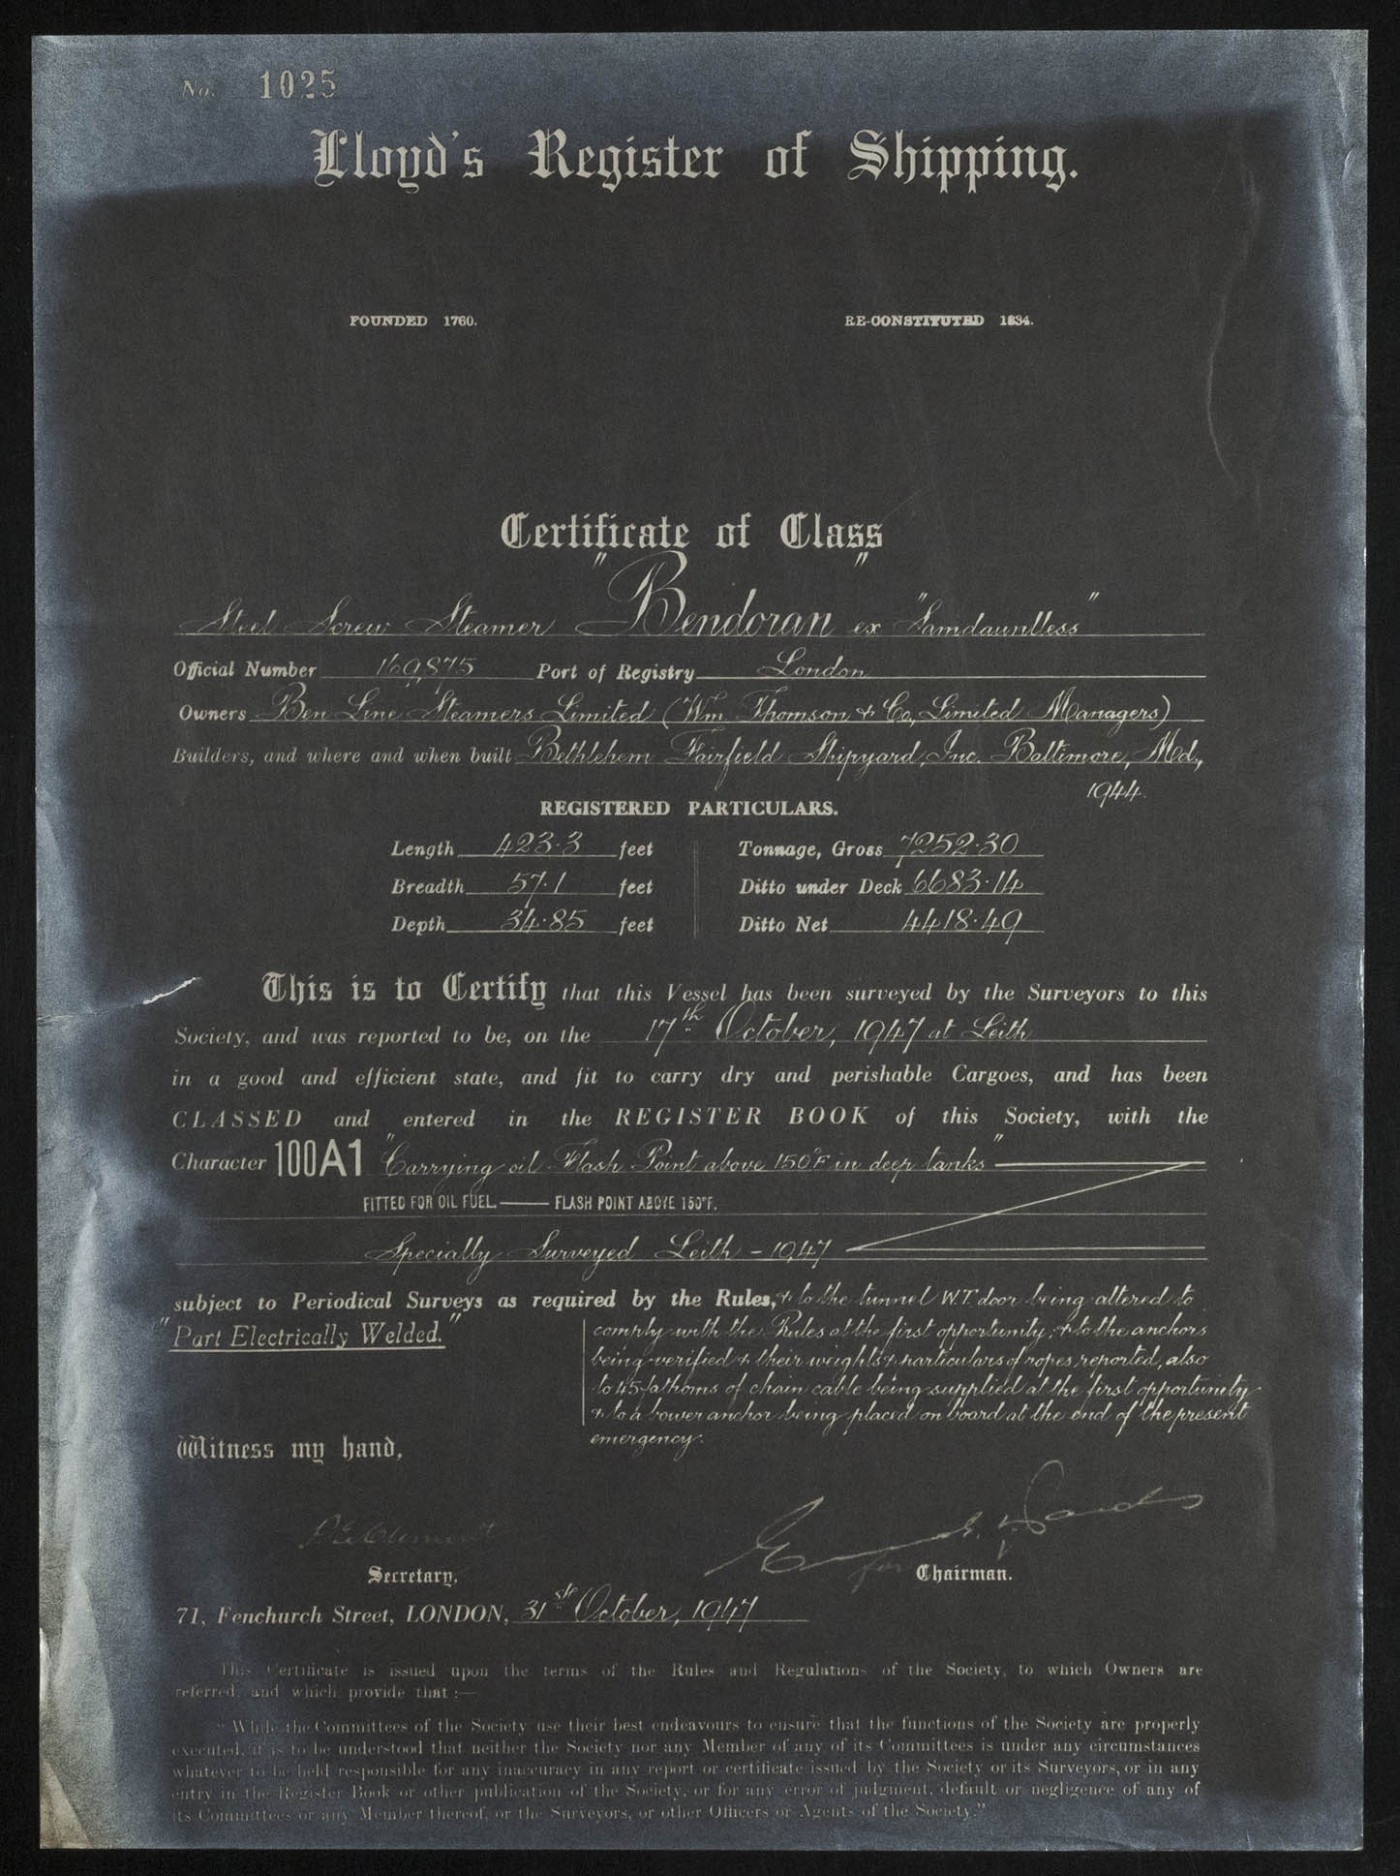 No. 1025
Lloyd's Register of Shipping.
FOUNDED 1760. RE-CONSTITUTED 1834.
Certificate of Class
Steel Screw Steamer "Bendoran" ex "Samdauntless"
Official Number 169,875 Port of Registry London
Owners Ben Line Steamers Limited (Wm. Thomson & Co, Limited Managers)
Builders, and where and when built Bethlehem Fairfield Shipyard, Inc. Baltimore, Md,
1944.
REGISTERED PARTICULARS.
Length 423.3 feet Tonnage, Gross 7252.30
Breadth 57.1 feet Ditto under Deck 6683.14
Depth 34.85 feet Ditto Net 4418.49
This is to Certify that this Vessel has been surveyed by the Surveyors to this
Society, and was reported to be, on the 17th October, 1947 at Leith
in a good and efficient state, and fit to carry dry and perishable Cargoes, and has been
CLASSED and entered in the REGISTER BOOK of this Society, with the
Character 100A1 "Carrying oil Flash Point above 150°F in deep tanks"
FITTED FOR OIL FUEL. — FLASH POINT ABOVE 150°F.
Specially Surveyed Leith - 1947
subject to Periodical Surveys as required by the Rules, & to the tunnel W.T. door being altered to
"Part Electrically Welded." comply with the Rules at the first opportunity, & to the anchors
being verified & their weights & particulars of ropes reported, also
to 45 fathoms of chain cable being supplied at the first opportunity
& to a bower anchor being placed on board at the end of the present
emergency.
Witness my hand,
Secretary. for Chairman.
71, Fenchurch Street, LONDON, 31st October, 1947
This Certificate is issued upon the terms of the Rules and Regulations of the Society, to which Owners are
referred, and which provide that :—
"While the Committees of the Society use their best endeavours to ensure that the functions of the Society are properly
executed, it is to be understood that neither the Society nor any Member of any of its Committees is under any circumstances
whatever to be held responsible for any inaccuracy in any report or certificate issued by the Society or its Surveyors, or in any
entry in the Register Book or other publication of the Society, or for any error of judgment, default or negligence of any of
its Committees or any Member thereof, or the Surveyors, or other Officers or Agents of the Society."